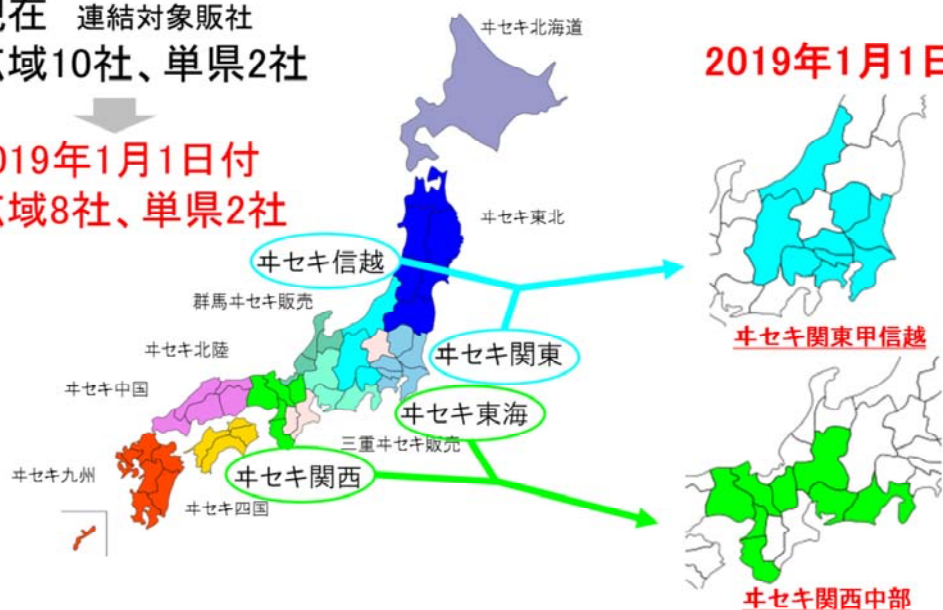 現在 連結対象販社
広域10社、単県2社
2019年1月1日付
広域8社、単県2社
ヰセキ北海道
ヰセキ東北
ヰセキ信越
群馬ヰセキ販売
ヰセキ北陸
ヰセキ関東
ヰセキ中国
ヰセキ東海
三重ヰセキ販売
ヰセキ九州
ヰセキ関西
ヰセキ四国
2019年1月1日
ヰセキ関東甲信越
ヰセキ関西中部